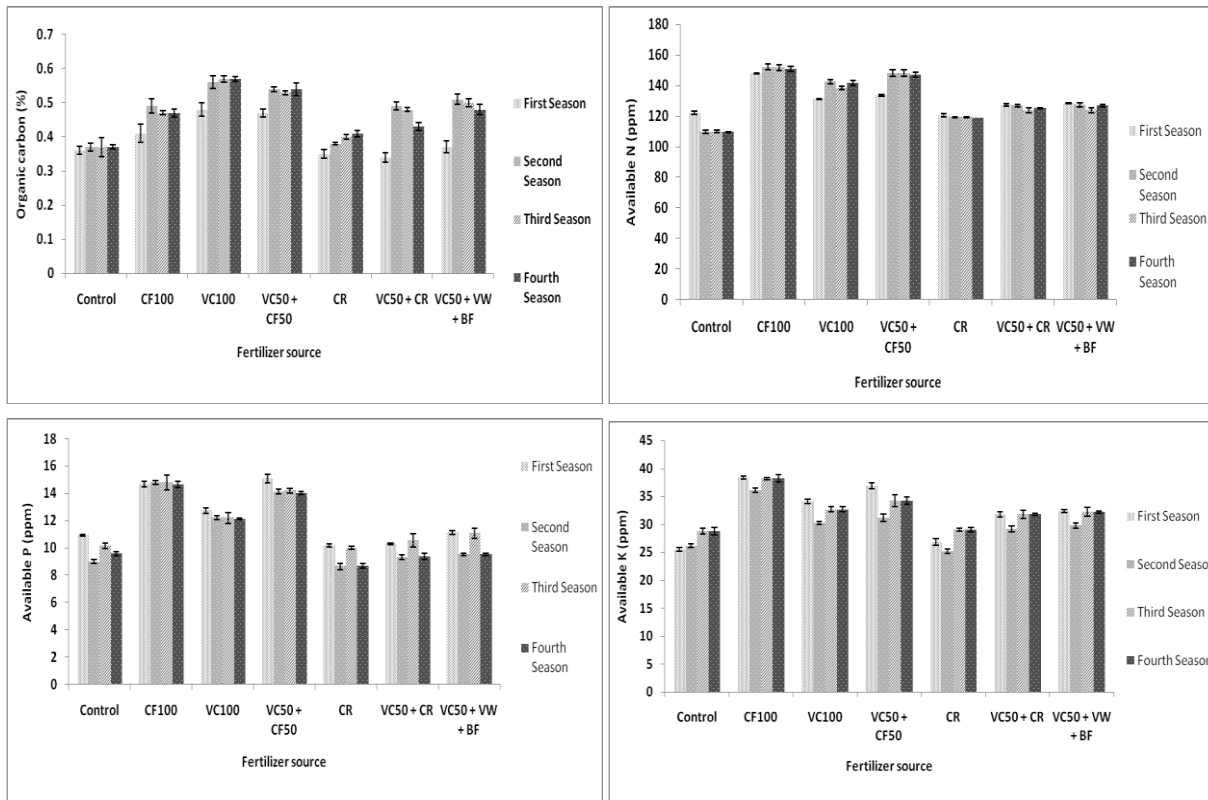 Organic carbon (%)
0.7
0.6
0.5
0.4
0.3
0.2
0.1
0
Control
CF100
VC100
VC50 +
CF50
CR
VC50 + CR
VC50 + VW
+ BF
Fertilizer source
First Season
Second
Season
Third Season
Fourth
Season
Available N (ppm)
180
160
140
120
100
80
60
40
20
0
Control
CF100
VC100
VC50 +
CF50
CR
VC50 + CR
VC50 + VW
+ BF
Fertilizer source
First Season
Second
Season
Third Season
Fourth
Season
Available P (ppm)
18
16
14
12
10
8
6
4
2
0
Control
CF100
VC100
VC50 +
CF50
CR
VC50 + CR
VC50 + VW
+ BF
Fertilizer source
First Season
Second
Season
Third Season
Fourth
Season
Available K (ppm)
45
40
35
30
25
20
15
10
5
0
Control
CF100
VC100
VC50 +
CF50
CR
VC50 + CR
VC50 + VW
+ BF
Fertilizer source
First Season
Second Season
Third Season
Fourth Season